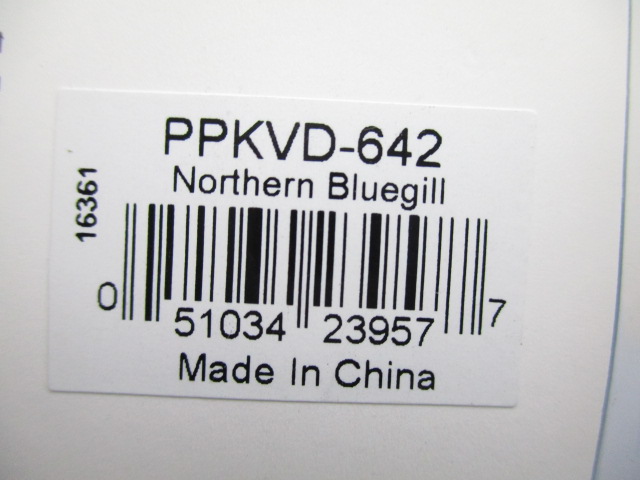 PPKVD-642
Northern Bluegill
16361
0 51034 23957 7
Made In China